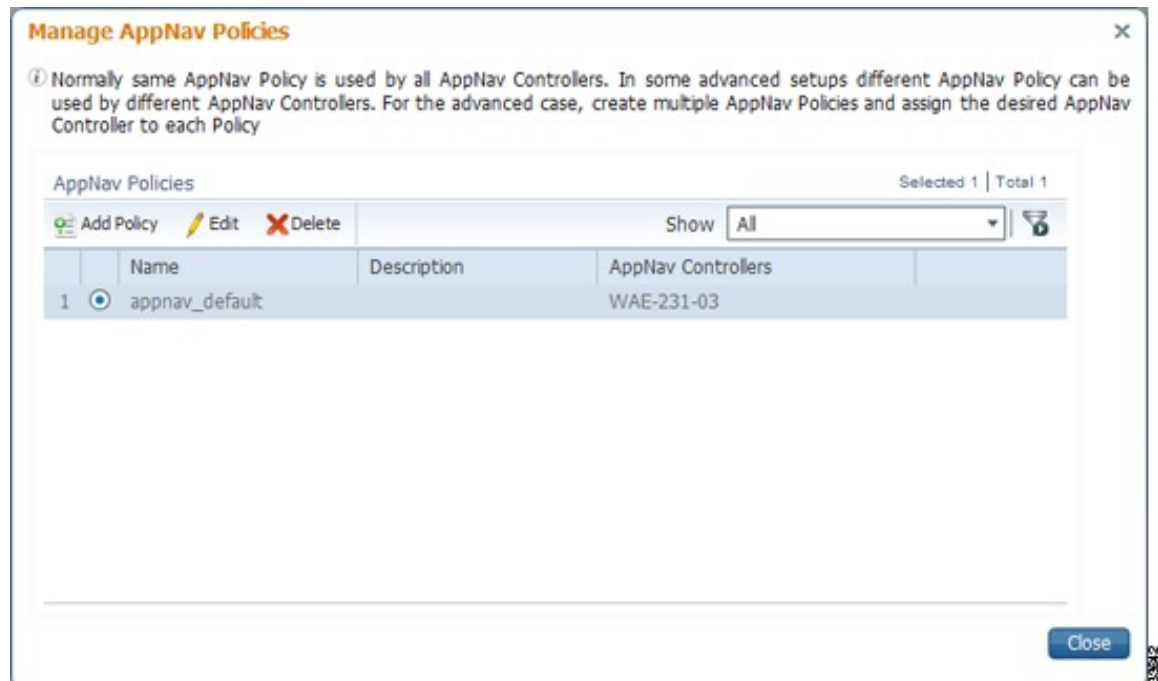 Manage AppNav Policies
Normally same AppNav Policy is used by all AppNav Controllers. In some advanced setups different AppNav Policy can be
used by different AppNav Controllers. For the advanced case, create multiple AppNav Policies and assign the desired AppNav
Controller to each Policy
AppNav Policies
Selected 1 | Total 1
Add Policy Edit Delete Show All
Name Description AppNav Controllers
1 appnav_default WAE-231-03
Close